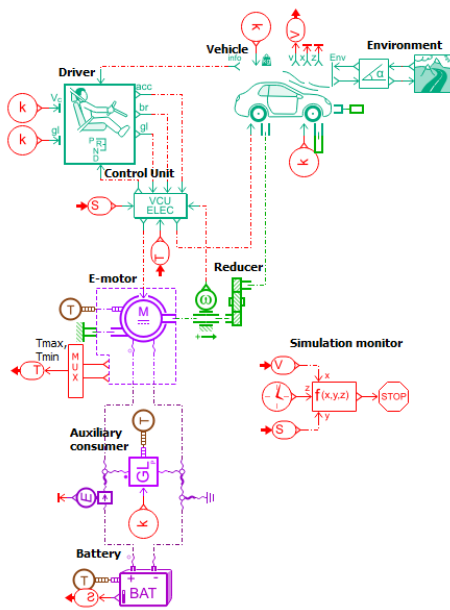 k
V
Vehicle
Environment
info
v x z
Env
α
Driver
acc
k
Vc
br
k
gl
gl
P
R
N
D
k
Control Unit
S
VCU
ELEC
T
E-motor
Reducer
T
M
ω
Tmax,
Tmin
Simulation monitor
T
MUX
V
x
z
f(x,y,z)
STOP
S
y
T
Auxiliary
consumer
GL
E
k
Battery
T
+ -
S
BAT